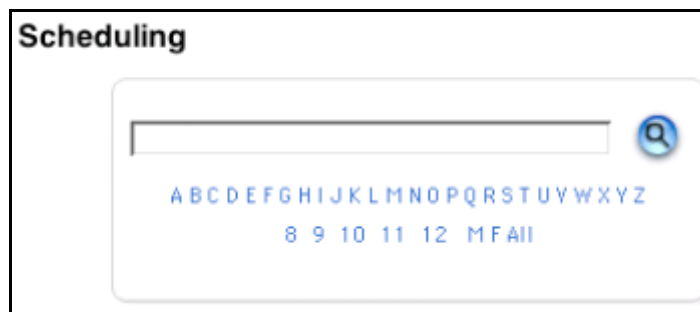 Scheduling
A B C D E F G H I J K L M N O P Q R S T U V W X Y Z
8 9 10 11 12 M F All